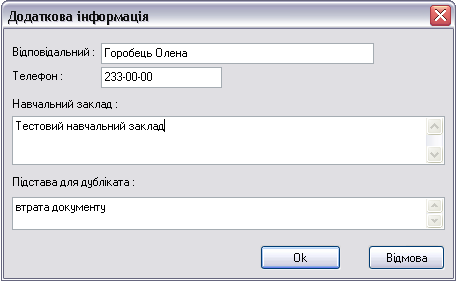 Додаткова інформація
Відповідальний : Горобець Олена
Телефон : 233-00-00
Навчальний заклад :
Тестовий навчальний заклад
Підстава для дубліката :
втрата документу
Ok Відмова